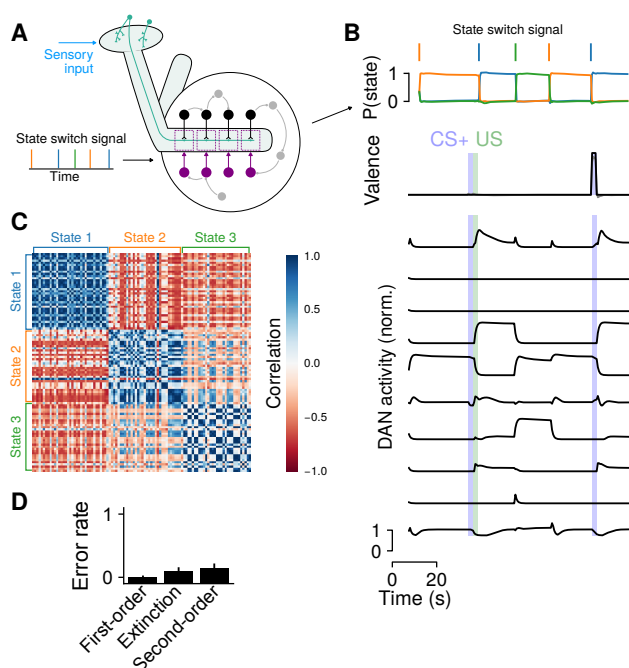 A
Sensory
input
State switch signal
Time
B
State switch signal
P(state)
1
0
Valence
CS+ US
DAN activity (norm.)
1
0
0 20
Time (s)
C
State 1 State 2 State 3
State 1
State 2
State 3
1.0
0.5
0.0
−0.5
−1.0
Correlation
D
Error rate
1
0
First-order
Extinction
Second-order